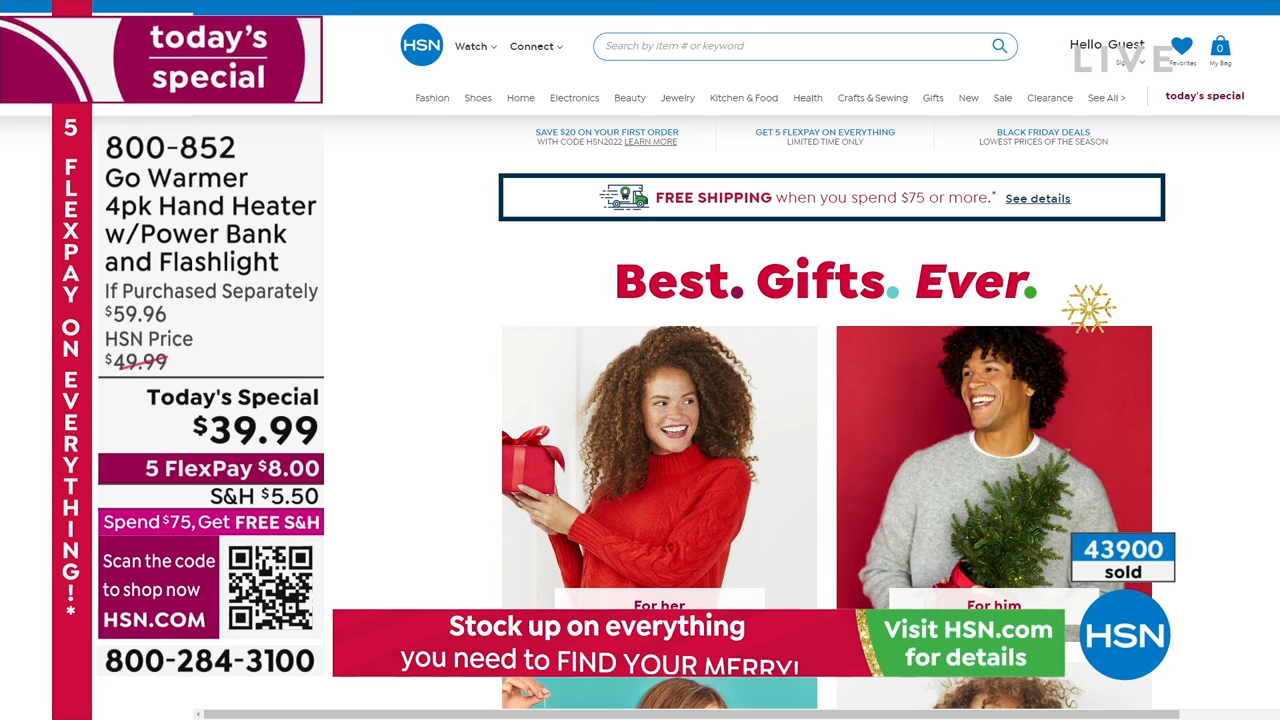 today's
special
5 FLEXPAY ON EVERYTHING!*
800-852
Go Warmer
4pk Hand Heater
w/Power Bank
and Flashlight
If Purchased Separately
$59.96
HSN Price
$49.99
Today's Special
$39.99
5 FlexPay $8.00
S&H $5.50
Spend $75, Get FREE S&H
Scan the code
to shop now
HSN.COM
800-284-3100
HSN
Watch
Connect
Search by item # or keyword
Hello, Guest
LIVE
Favorites
0
My Bag
Fashion Shoes Home Electronics Beauty Jewelry Kitchen & Food Health Crafts & Sewing Gifts New Sale Clearance See All > today's special
SAVE $20 ON YOUR FIRST ORDER
WITH CODE HSN2022 LEARN MORE
GET 5 FLEXPAY ON EVERYTHING
LIMITED TIME ONLY
BLACK FRIDAY DEALS
LOWEST PRICES OF THE SEASON
FREE SHIPPING when you spend $75 or more.* See details
Best. Gifts. Ever.
For her
For him
43900
sold
Stock up on everything
you need to FIND YOUR MERRY!
Visit HSN.com
for details
HSN